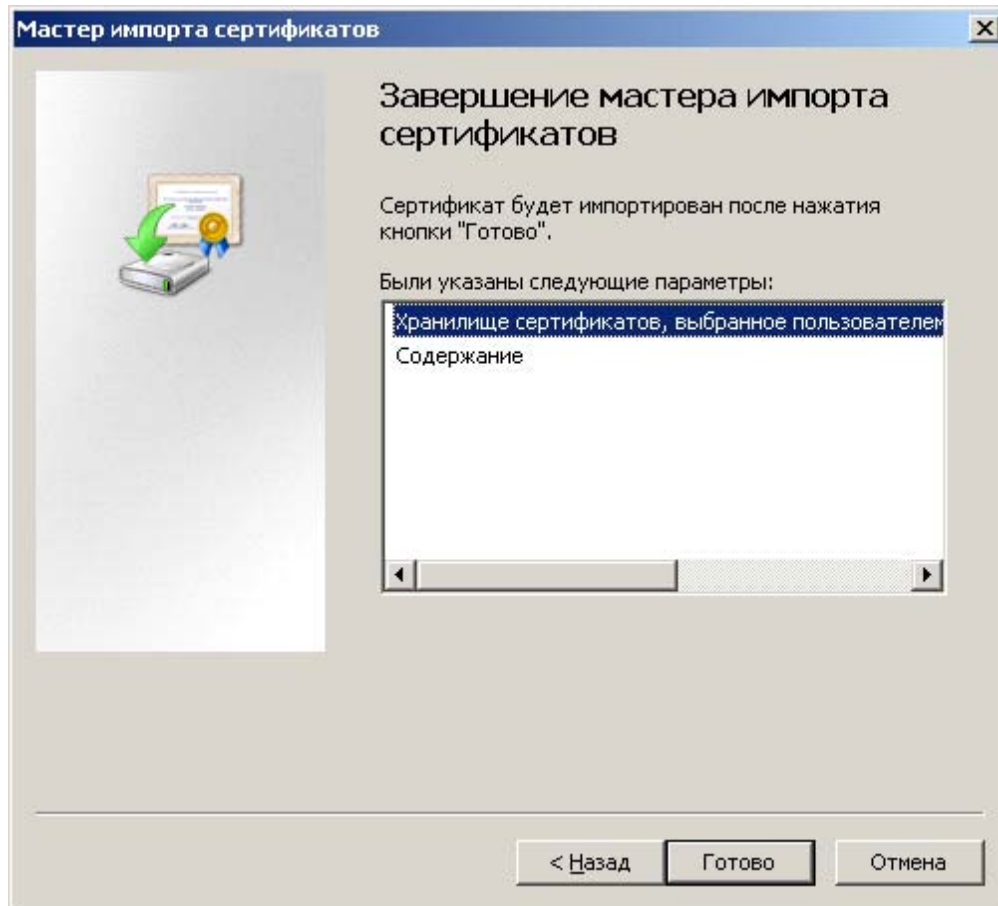 Мастер импорта сертификатов
Завершение мастера импорта
сертификатов
Сертификат будет импортирован после нажатия
кнопки "Готово".
Были указаны следующие параметры:
Хранилище сертификатов, выбранное пользователем
Содержание
< Назад
Готово
Отмена